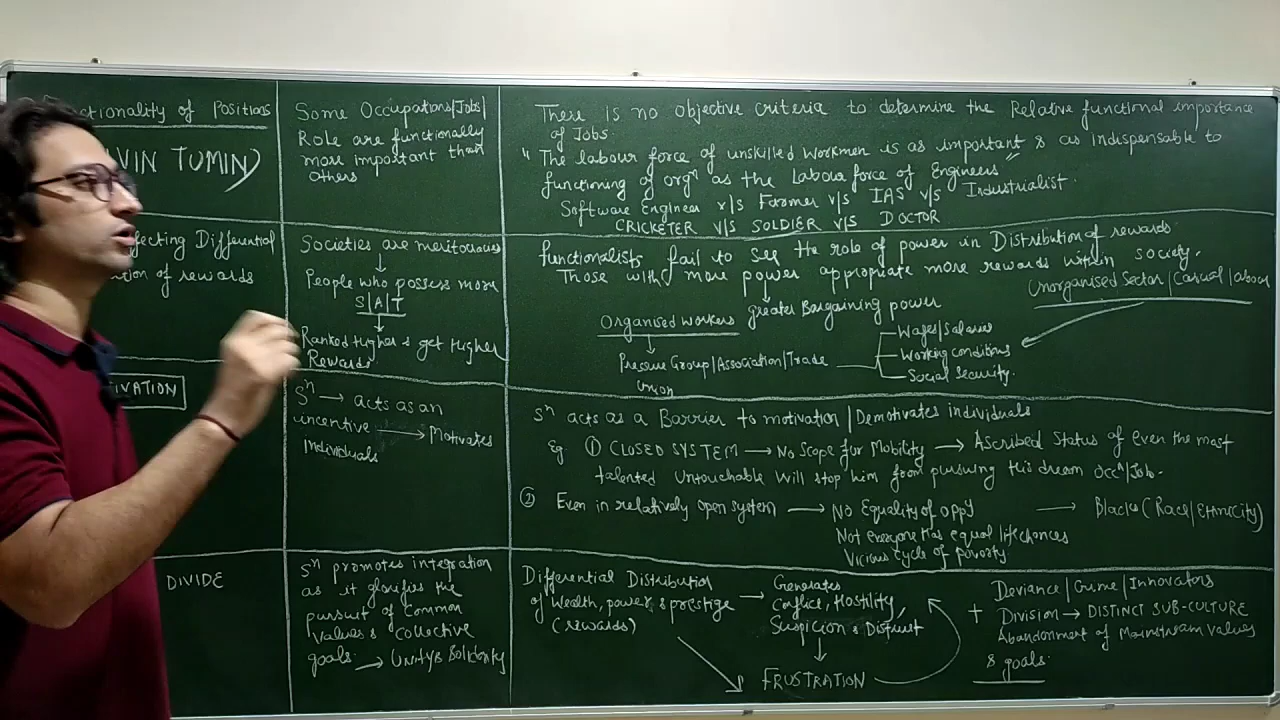 ctionality of Positions
VIN TUMIN)
Some Occupations/Jobs/
Role are functionally
more important than
others
There is no objective criteria to determine the Relative functional importance
of Jobs.
" The labour force of unskilled workmen is as important & as indispensable to
functioning of orgⁿ as the Labour force of Engineers "
Software Engineer v/s Farmer v/s IAS v/s Industrialist.
CRICKETER V/S SOLDIER V/S DOCTOR
ffecting Differential
tion of rewards
Societies are meritocratic
People who possess more
S/A/T
Ranked Higher & get Higher
Rewards
functionalists fail to see the role of power in Distribution of rewards.
Those with more power appropriate more rewards within society.
Unorganised Sector/Casual/labour
greater Bargaining power
Organised workers
Pressure Group/Association/Trade
Union
Wages/Salaries
Working conditions
Social security.
IVATION
Sⁿ → acts as an
incentive → Motivates
Individuals
Sⁿ acts as a Barrier to motivation/Demotivates individuals
Eg. ① CLOSED SYSTEM → No Scope for Mobility → Ascribed Status of even the most
talented Untouchable Will stop him from pursuing his dream occⁿ/Job.
② Even in relatively open system → No Equality of oppy → Blacks (Race/Ethnicity)
Not everyone has equal life chances
Vicious cycle of poverty.
DIVIDE
Sⁿ promotes integration
as it glorifies the
pursuit of Common
Values & collective
goals. → Unity & Solidarity
Differential Distribution
of Wealth, power & prestige →
(rewards)
Generates
Conflict, Hostility,
Suspicion & Distrust
FRUSTRATION
+ Deviance/Crime/Innovators
Division → DISTINCT SUB-CULTURE
Abandonment of Mainstream values
& goals.